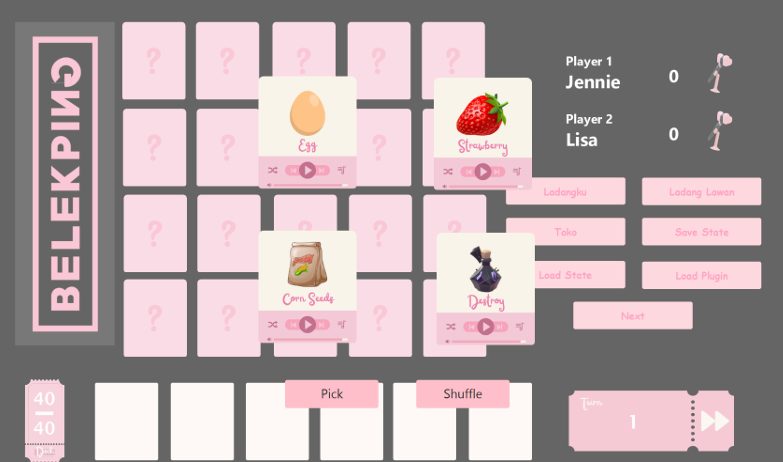 BELEKPING
?
?
?
?
?
Egg
Strawberry
?
?
?
?
?
?
Corn Seeds
Destroy
?
?
?
Player 1
Jennie
0
Player 2
Lisa
0
Ladangku
Ladang Lawan
Toko
Save State
Load State
Load Plugin
Next
40
40
Deck
Pick
Shuffle
Turn
1